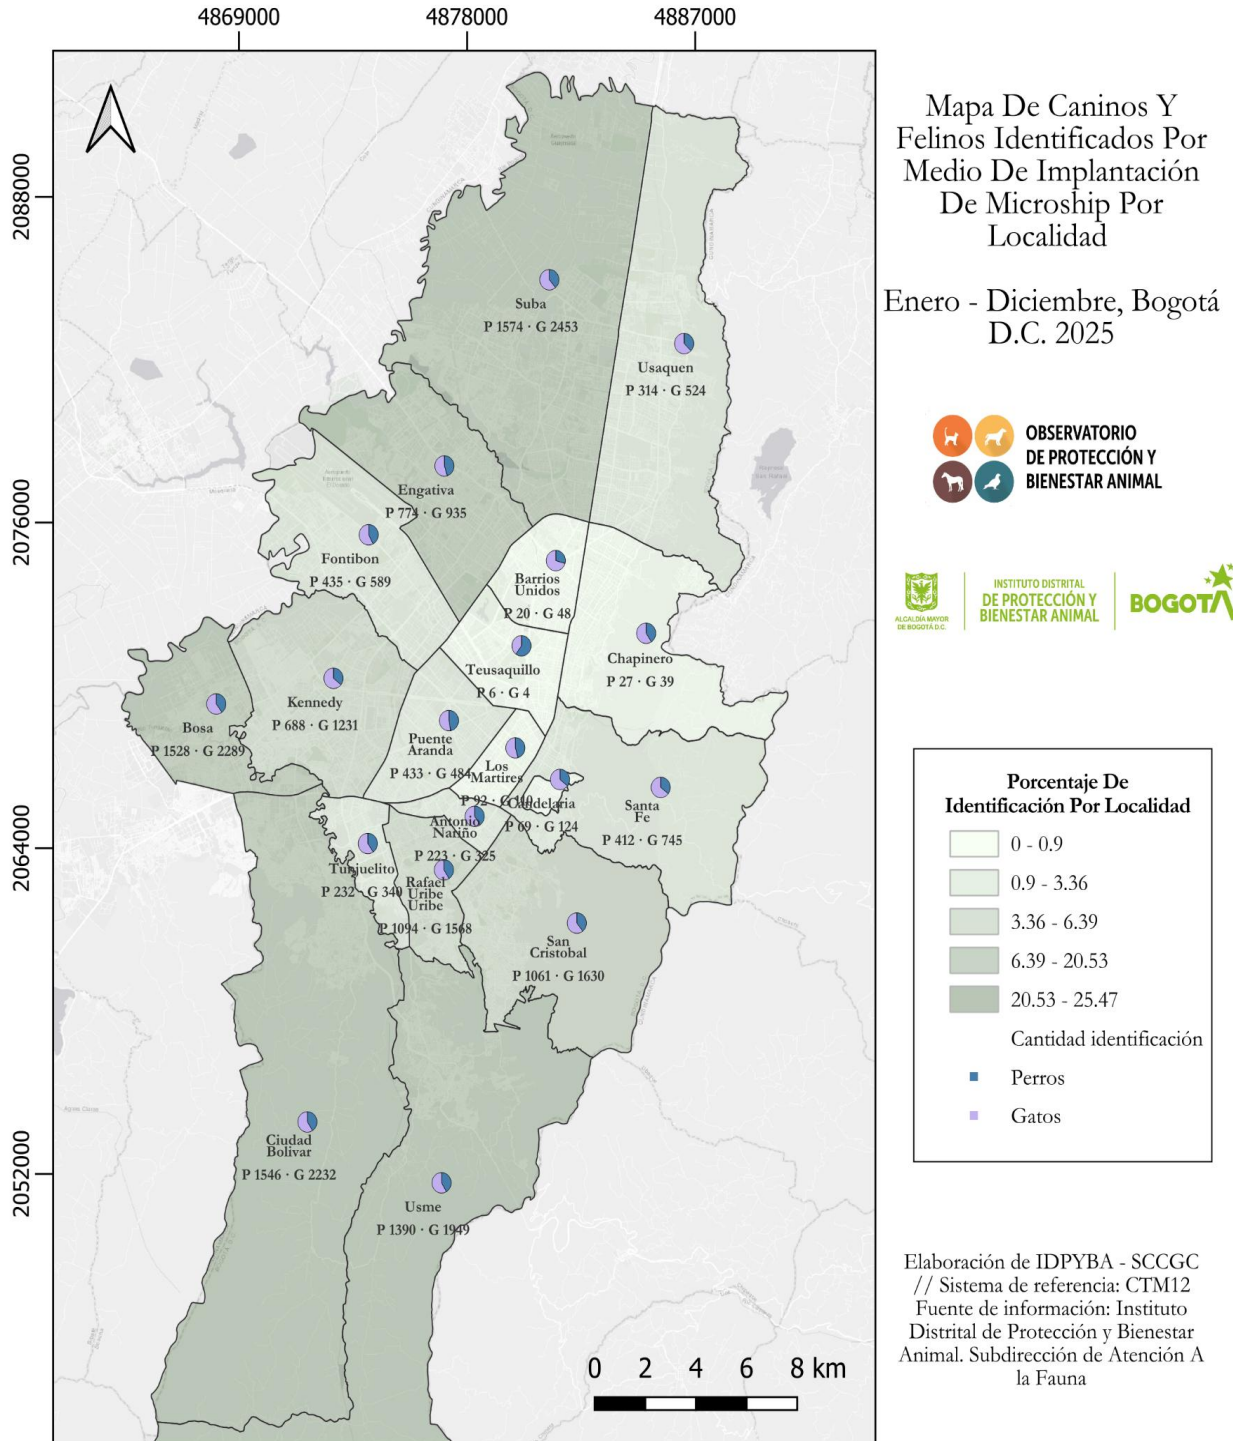 4869000 4878000 4887000
2088000
2076000
2064000
2052000
Mapa De Caninos Y
Felinos Identificados Por
Medio De Implantación
De Microship Por
Localidad
Enero - Diciembre, Bogotá
D.C. 2025
OBSERVATORIO
DE PROTECCIÓN Y
BIENESTAR ANIMAL
ALCALDÍA MAYOR
DE BOGOTÁ D.C.
INSTITUTO DISTRITAL
DE PROTECCIÓN Y
BIENESTAR ANIMAL
BOGOTÁ
Suba
P 1574 · G 2453
Usaquen
P 314 · G 524
Engativa
P 774 · G 935
Fontibon
P 435 · G 589
Barrios
Unidos
P 20 · G 48
Teusaquillo
P 6 · G 4
Chapinero
P 27 · G 39
Kennedy
P 688 · G 1231
Bosa
P 1528 · G 2289
Puente
Aranda
P 433 · G 484
Los
Martires
P 92 · G 110
Candelaria
P 69 · G 124
Santa
Fe
P 412 · G 745
Antonio
Nariño
P 223 · G 325
Tunjuelito
P 232 · G 340
Rafael
Uribe
Uribe
P 1094 · G 1568
San
Cristobal
P 1061 · G 1630
Ciudad
Bolivar
P 1546 · G 2232
Usme
P 1390 · G 1949
Porcentaje De
Identificación Por Localidad
0 - 0.9
0.9 - 3.36
3.36 - 6.39
6.39 - 20.53
20.53 - 25.47
Cantidad identificación
Perros
Gatos
0 2 4 6 8 km
Elaboración de IDPYBA - SCCGC
// Sistema de referencia: CTM12
Fuente de información: Instituto
Distrital de Protección y Bienestar
Animal. Subdirección de Atención A
la Fauna